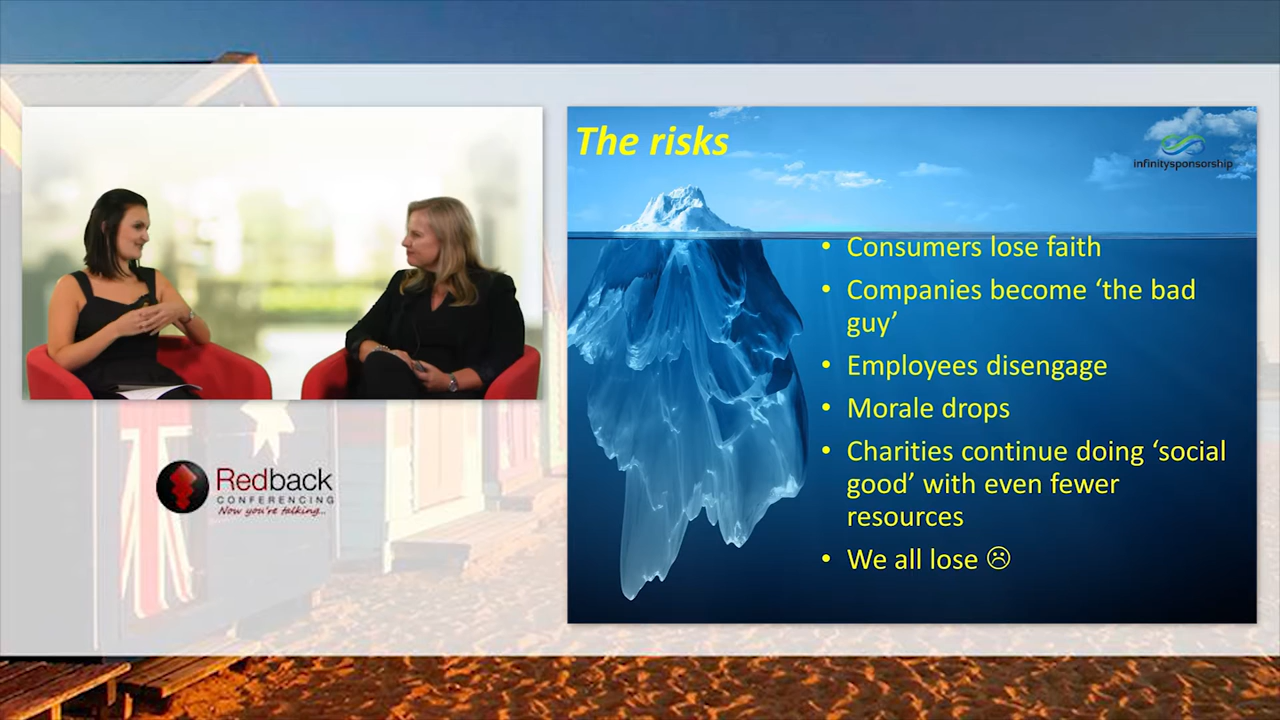 The risks
infinitysponsorship
• Consumers lose faith
• Companies become ‘the bad
guy’
• Employees disengage
• Morale drops
• Charities continue doing ‘social
good’ with even fewer
resources
• We all lose ☹
Redback
CONFERENCING
Now you're talking...